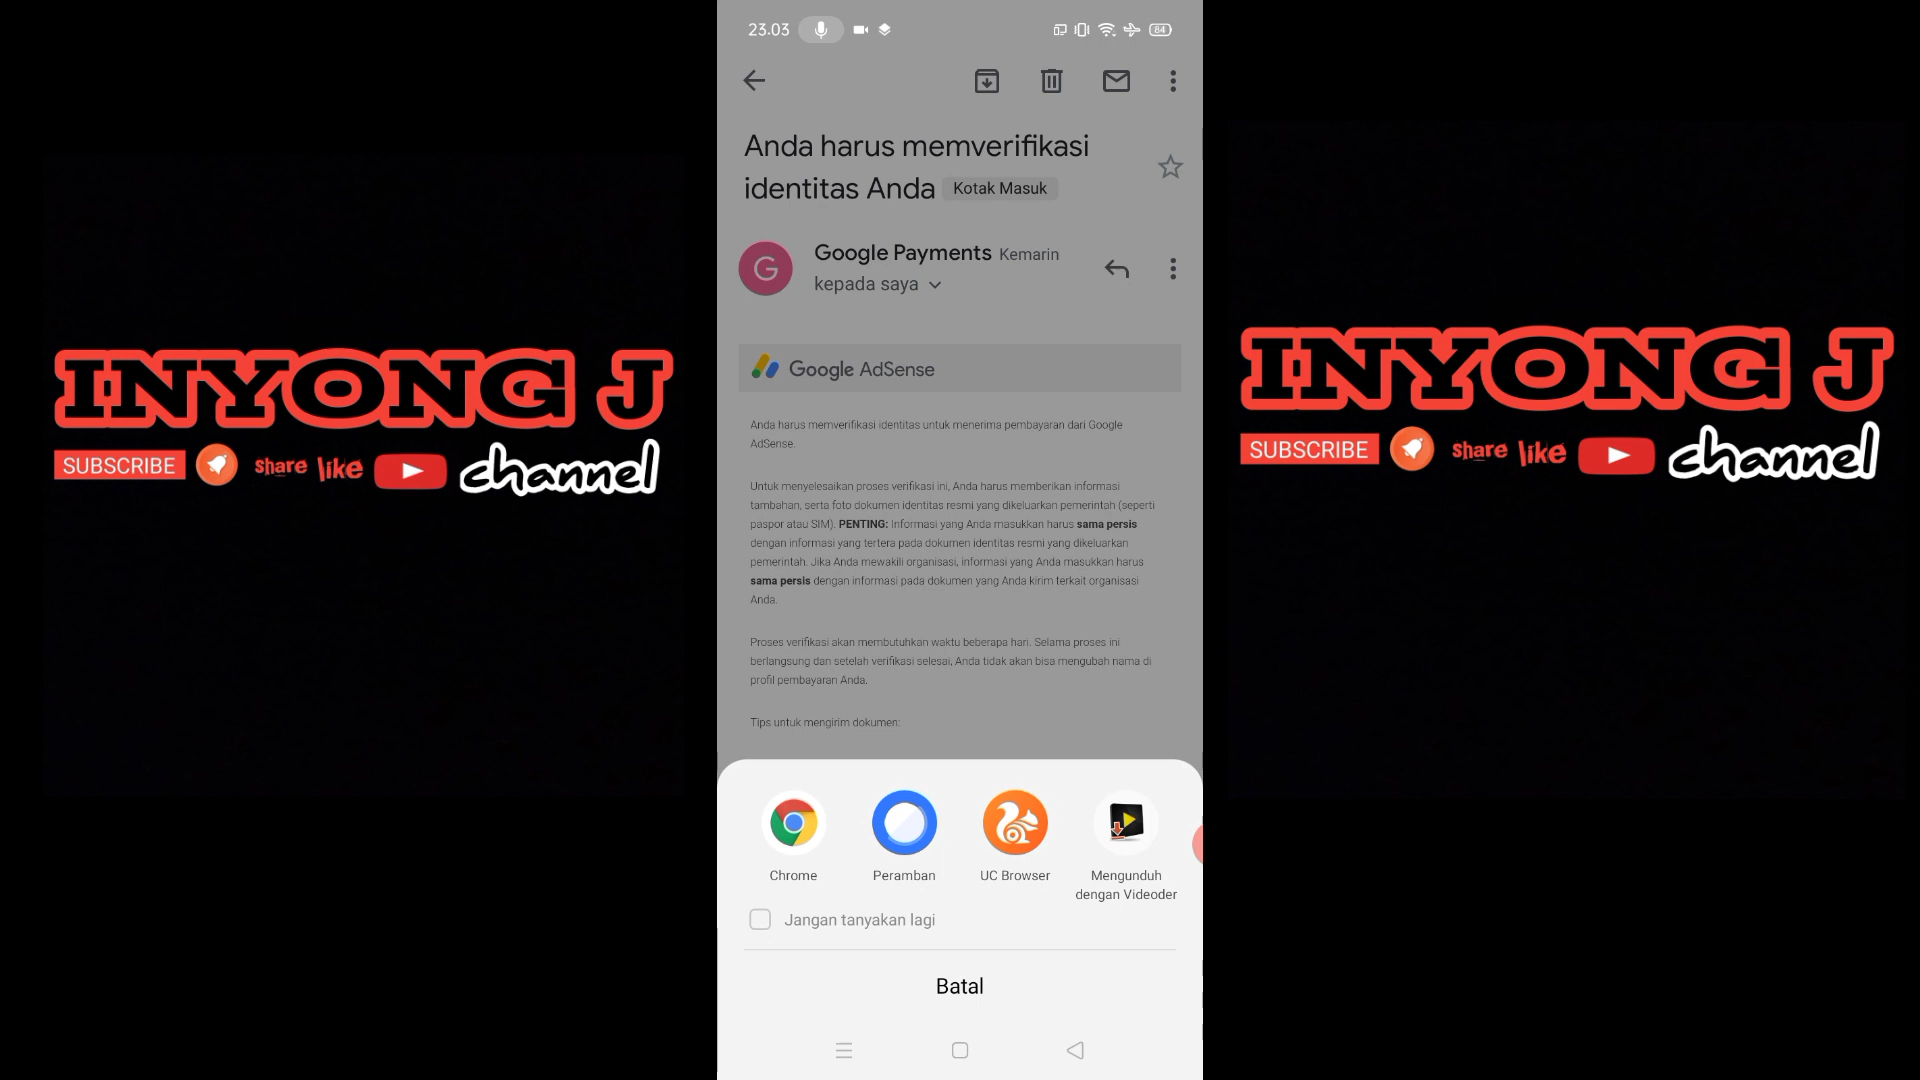 23.03
84
Anda harus memverifikasi
identitas Anda Kotak Masuk
G
Google Payments Kemarin
kepada saya
Google AdSense
Anda harus memverifikasi identitas untuk menerima pembayaran dari Google
AdSense.
Untuk menyelesaikan proses verifikasi ini, Anda harus memberikan informasi
tambahan, serta foto dokumen identitas resmi yang dikeluarkan pemerintah (seperti
paspor atau SIM). PENTING: Informasi yang Anda masukkan harus sama persis
dengan informasi yang tertera pada dokumen identitas resmi yang dikeluarkan
pemerintah. Jika Anda mewakili organisasi, informasi yang Anda masukkan harus
sama persis dengan informasi pada dokumen yang Anda kirim terkait organisasi
Anda.
Proses verifikasi akan membutuhkan waktu beberapa hari. Selama proses ini
berlangsung dan setelah verifikasi selesai, Anda tidak akan bisa mengubah nama di
profil pembayaran Anda.
Tips untuk mengirim dokumen:
Chrome
Peramban
UC Browser
Mengunduh
dengan Videoder
Jangan tanyakan lagi
Batal
INYONG J
SUBSCRIBE share like channel
INYONG J
SUBSCRIBE share like channel